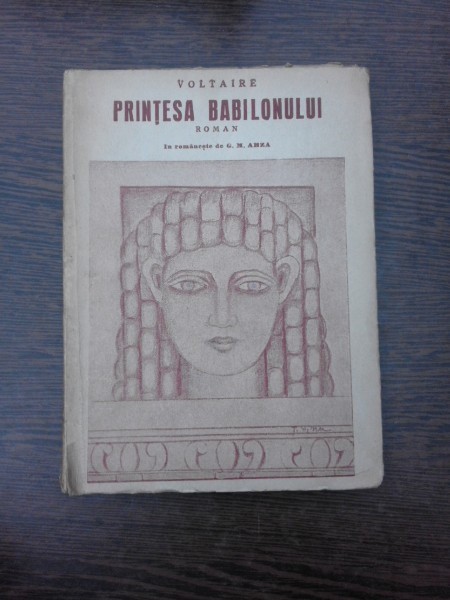 VOLTAIRE
PRINȚESA BABILONULUI
ROMAN
In românește de G. M. AMZA